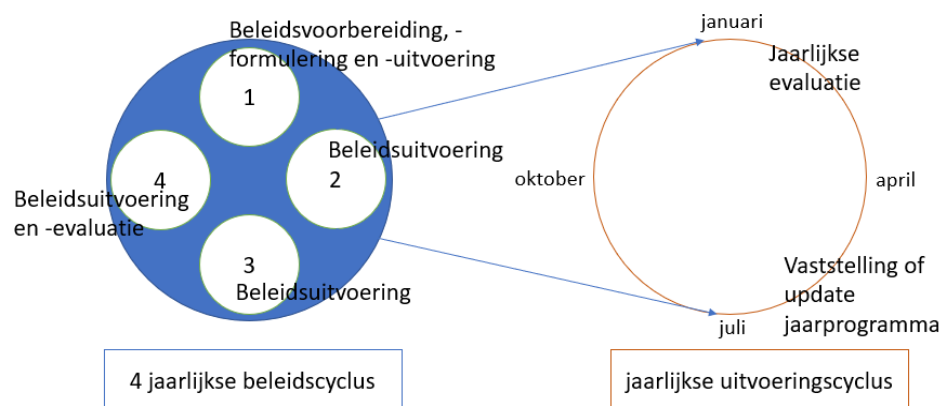 Beleidsvoorbereiding, -
formulering en -uitvoering
1
Beleidsuitvoering
2
4
Beleidsuitvoering
en -evaluatie
3
Beleidsuitvoering
4 jaarlijkse beleidscyclus
januari
Jaarlijkse
evaluatie
oktober
april
Vaststelling of
update
jaarprogramma
juli
jaarlijkse uitvoeringscyclus